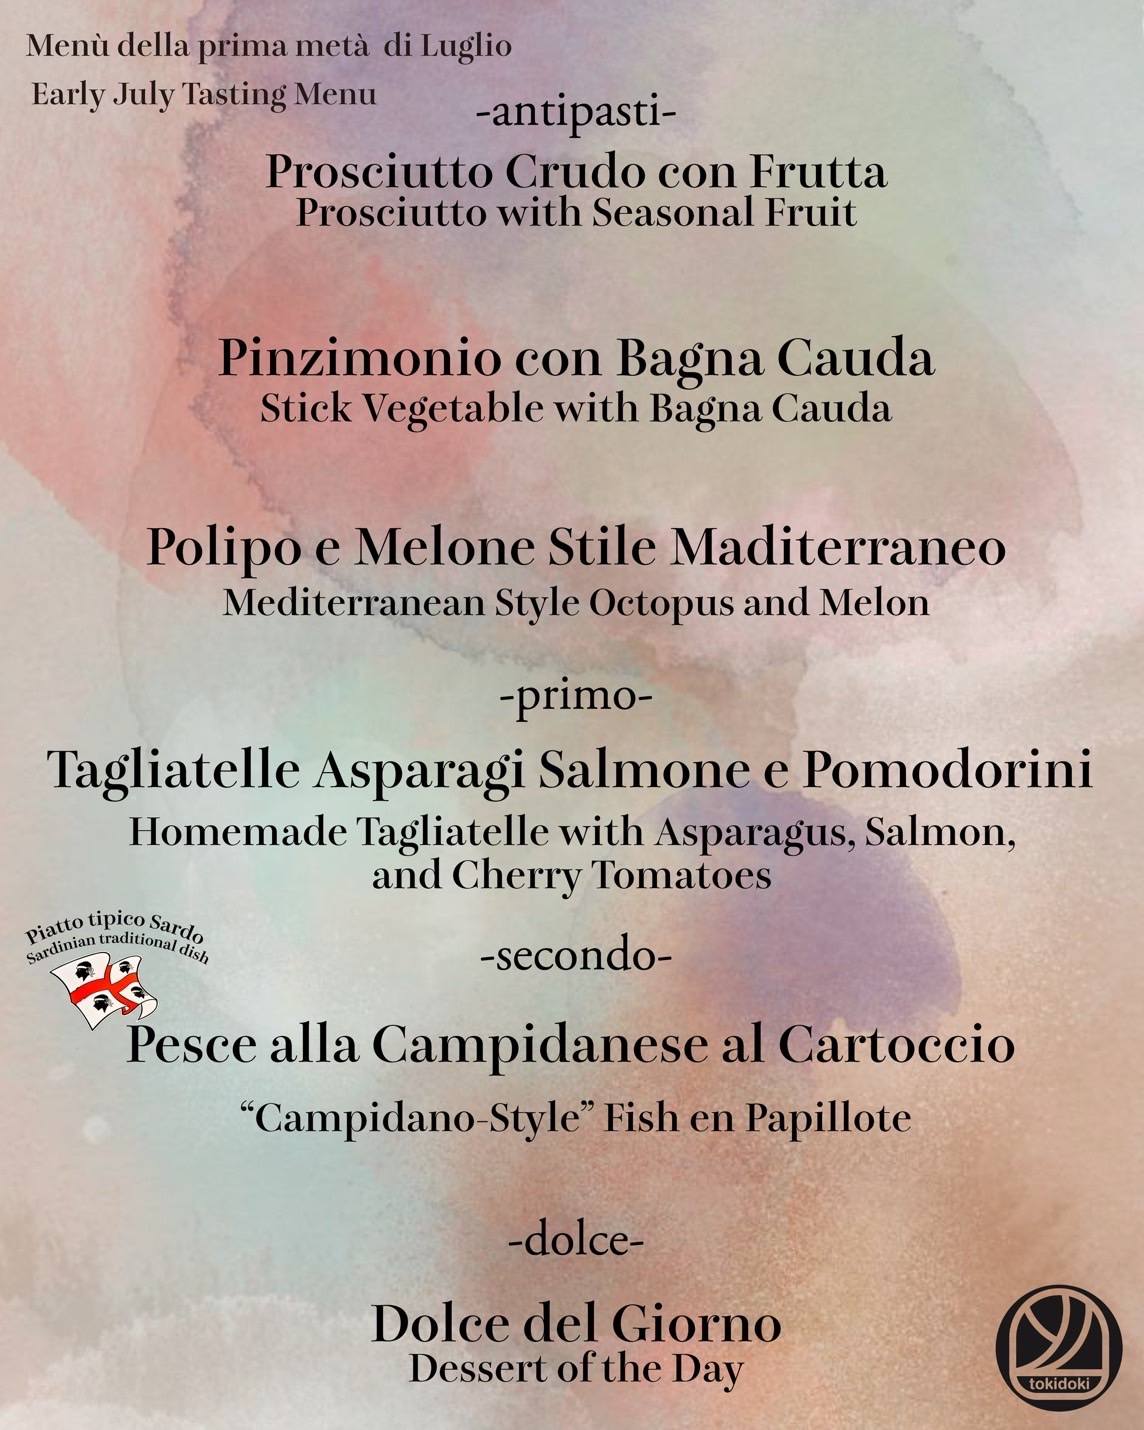 Menù della prima metà di Luglio
Early July Tasting Menu
-antipasti-
Prosciutto Crudo con Frutta
Prosciutto with Seasonal Fruit
Pinzimonio con Bagna Cauda
Stick Vegetable with Bagna Cauda
Polipo e Melone Stile Maditerraneo
Mediterranean Style Octopus and Melon
-primo-
Tagliatelle Asparagi Salmone e Pomodorini
Homemade Tagliatelle with Asparagus, Salmon,
and Cherry Tomatoes
Piatto tipico Sardo
Sardinian traditional dish
-secondo-
Pesce alla Campidanese al Cartoccio
“Campidano-Style” Fish en Papillote
-dolce-
Dolce del Giorno
Dessert of the Day
tokidoki